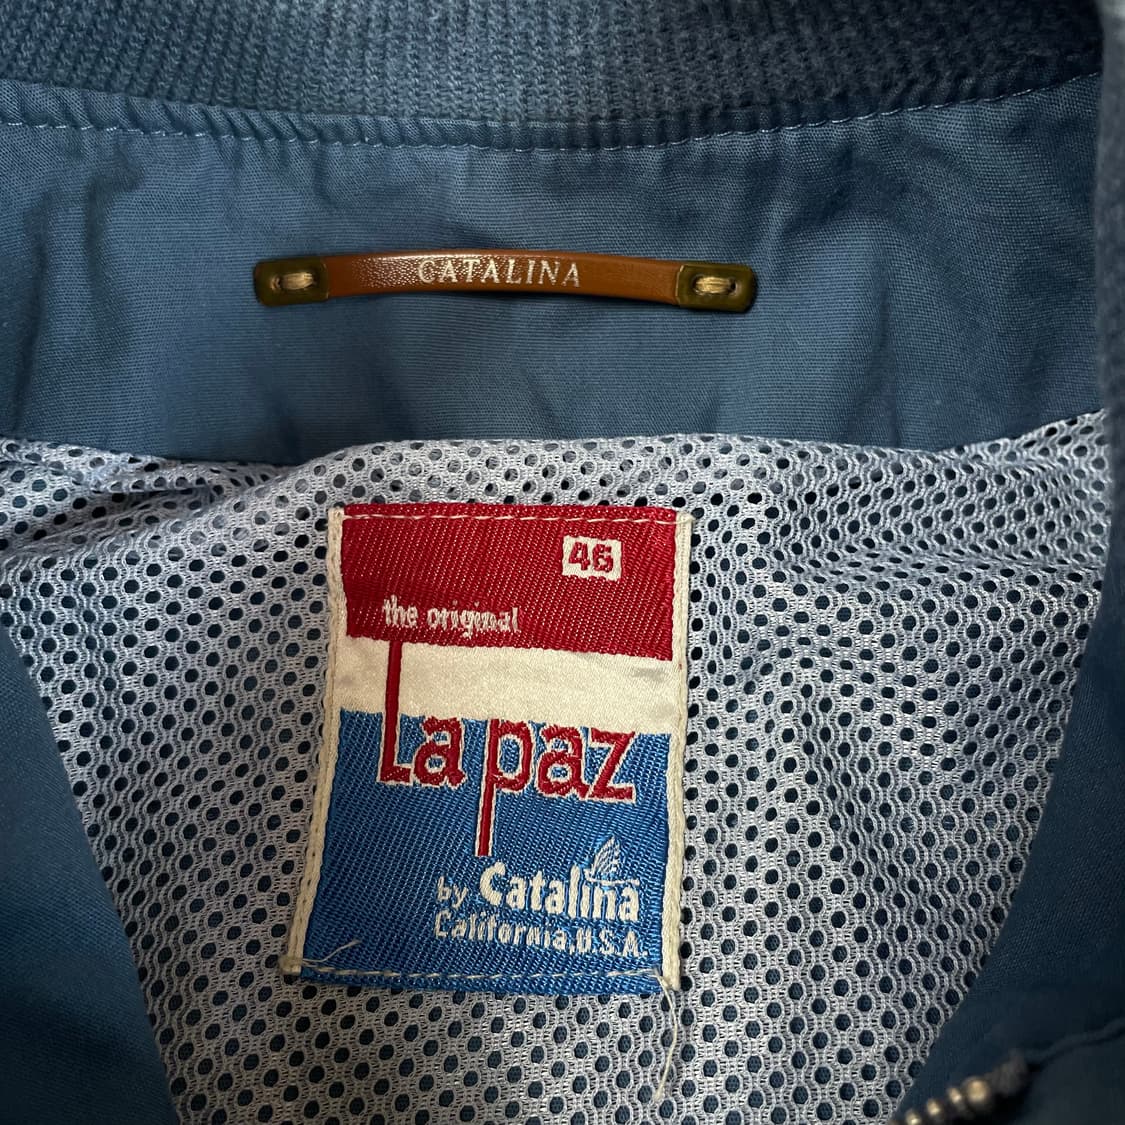 CATALINA
46
the original
La paz
by Catalina
California, U.S.A.